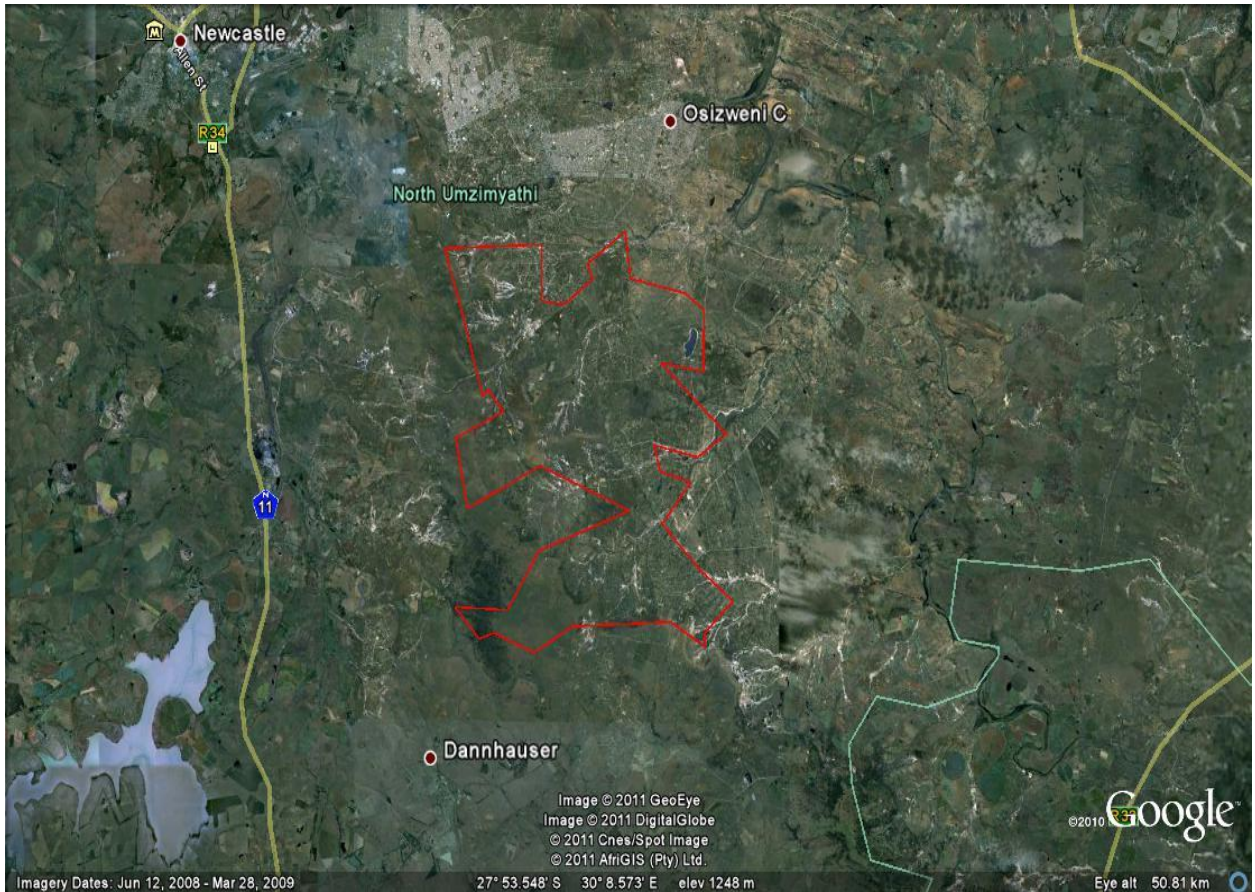 Newcastle
Allen St
R34
L
Osizweni C
North Umzimyathi
N
11
Dannhauser
Image © 2011 GeoEye
Image © 2011 DigitalGlobe
© 2011 Cnes/Spot Image
© 2011 AfriGIS (Pty) Ltd.
©2010 Google™
Imagery Dates: Jun 12, 2008 - Mar 28, 2009 27° 53.548' S 30° 8.573' E elev 1248 m Eye alt 50.81 km